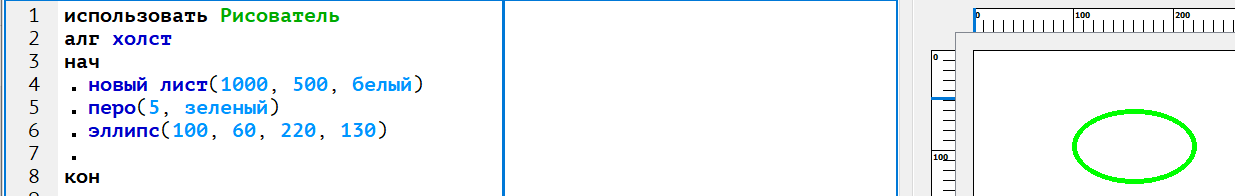 1 использовать Рисователь
2 алг холст
3 нач
4 . новый лист(1000, 500, белый)
5 . перо(5, зеленый)
6 . эллипс(100, 60, 220, 130)
7 .
8 кон
0 100 200
0
100